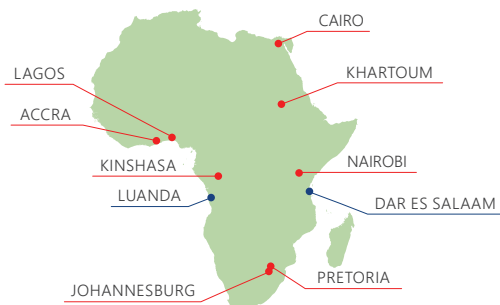 CAIRO
LAGOS
KHARTOUM
ACCRA
KINSHASA
NAIROBI
LUANDA
DAR ES SALAAM
PRETORIA
JOHANNESBURG